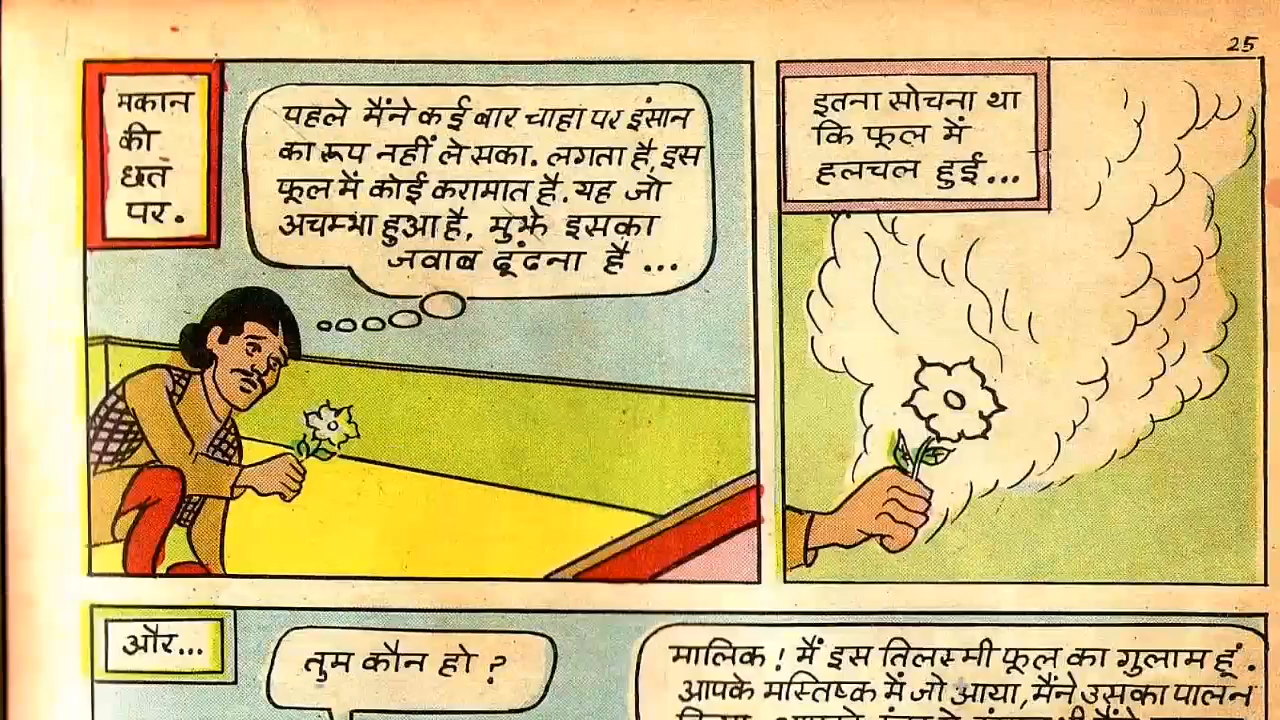 25
मकान
की
छत
पर.
पहले मैंने कई बार चाहा पर इंसान
का रूप नहीं ले सका. लगता है, इस
फूल में कोई करामात है. यह जो
अचम्भा हुआ है, मुझे इसका
जवाब ढूंढना है ...
इतना सोचना था
कि फूल में
हलचल हुई...
और...
तुम कौन हो ?
मालिक ! मैं इस तिलस्मी फूल का गुलाम हूं .
आपके मस्तिष्क में जो आया, मैंने उसका पालन